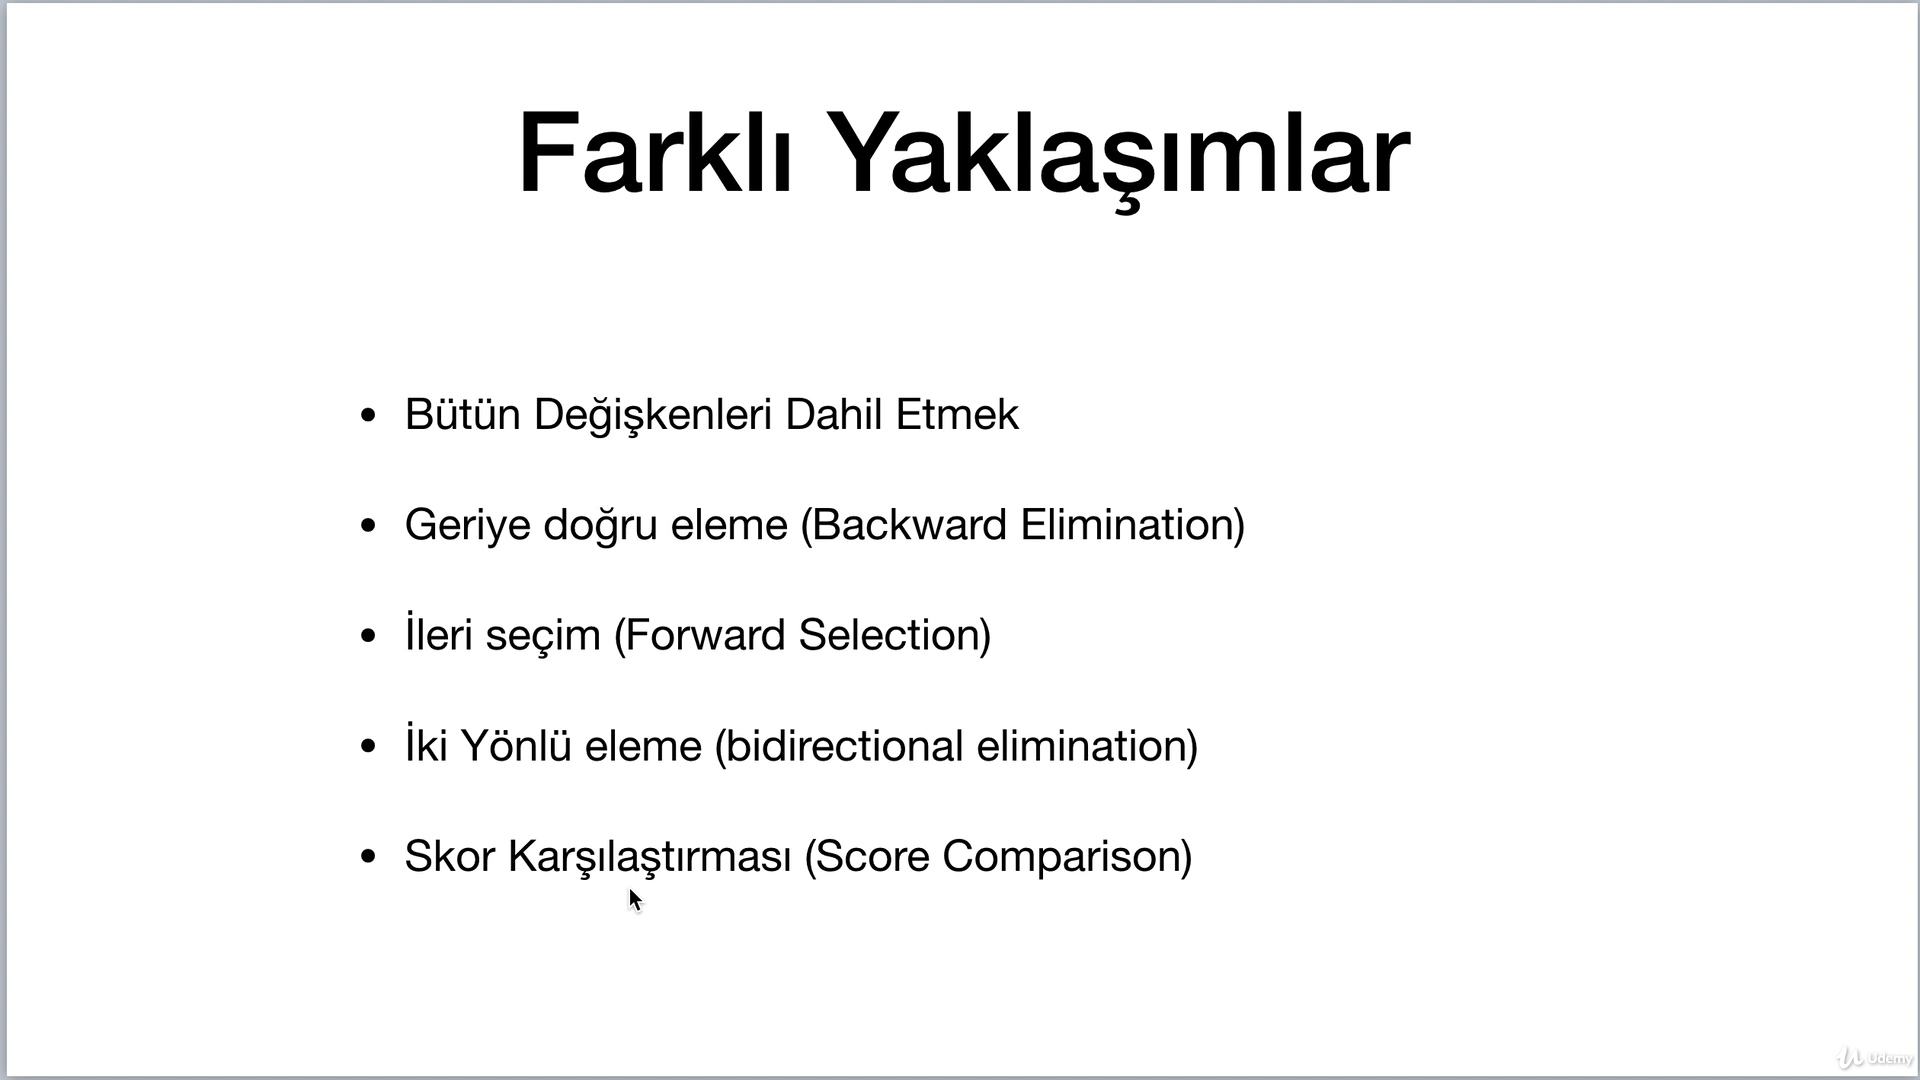 Farklı Yaklaşımlar
• Bütün Değişkenleri Dahil Etmek
• Geriye doğru eleme (Backward Elimination)
• İleri seçim (Forward Selection)
• İki Yönlü eleme (bidirectional elimination)
• Skor Karşılaştırması (Score Comparison)
Udemy